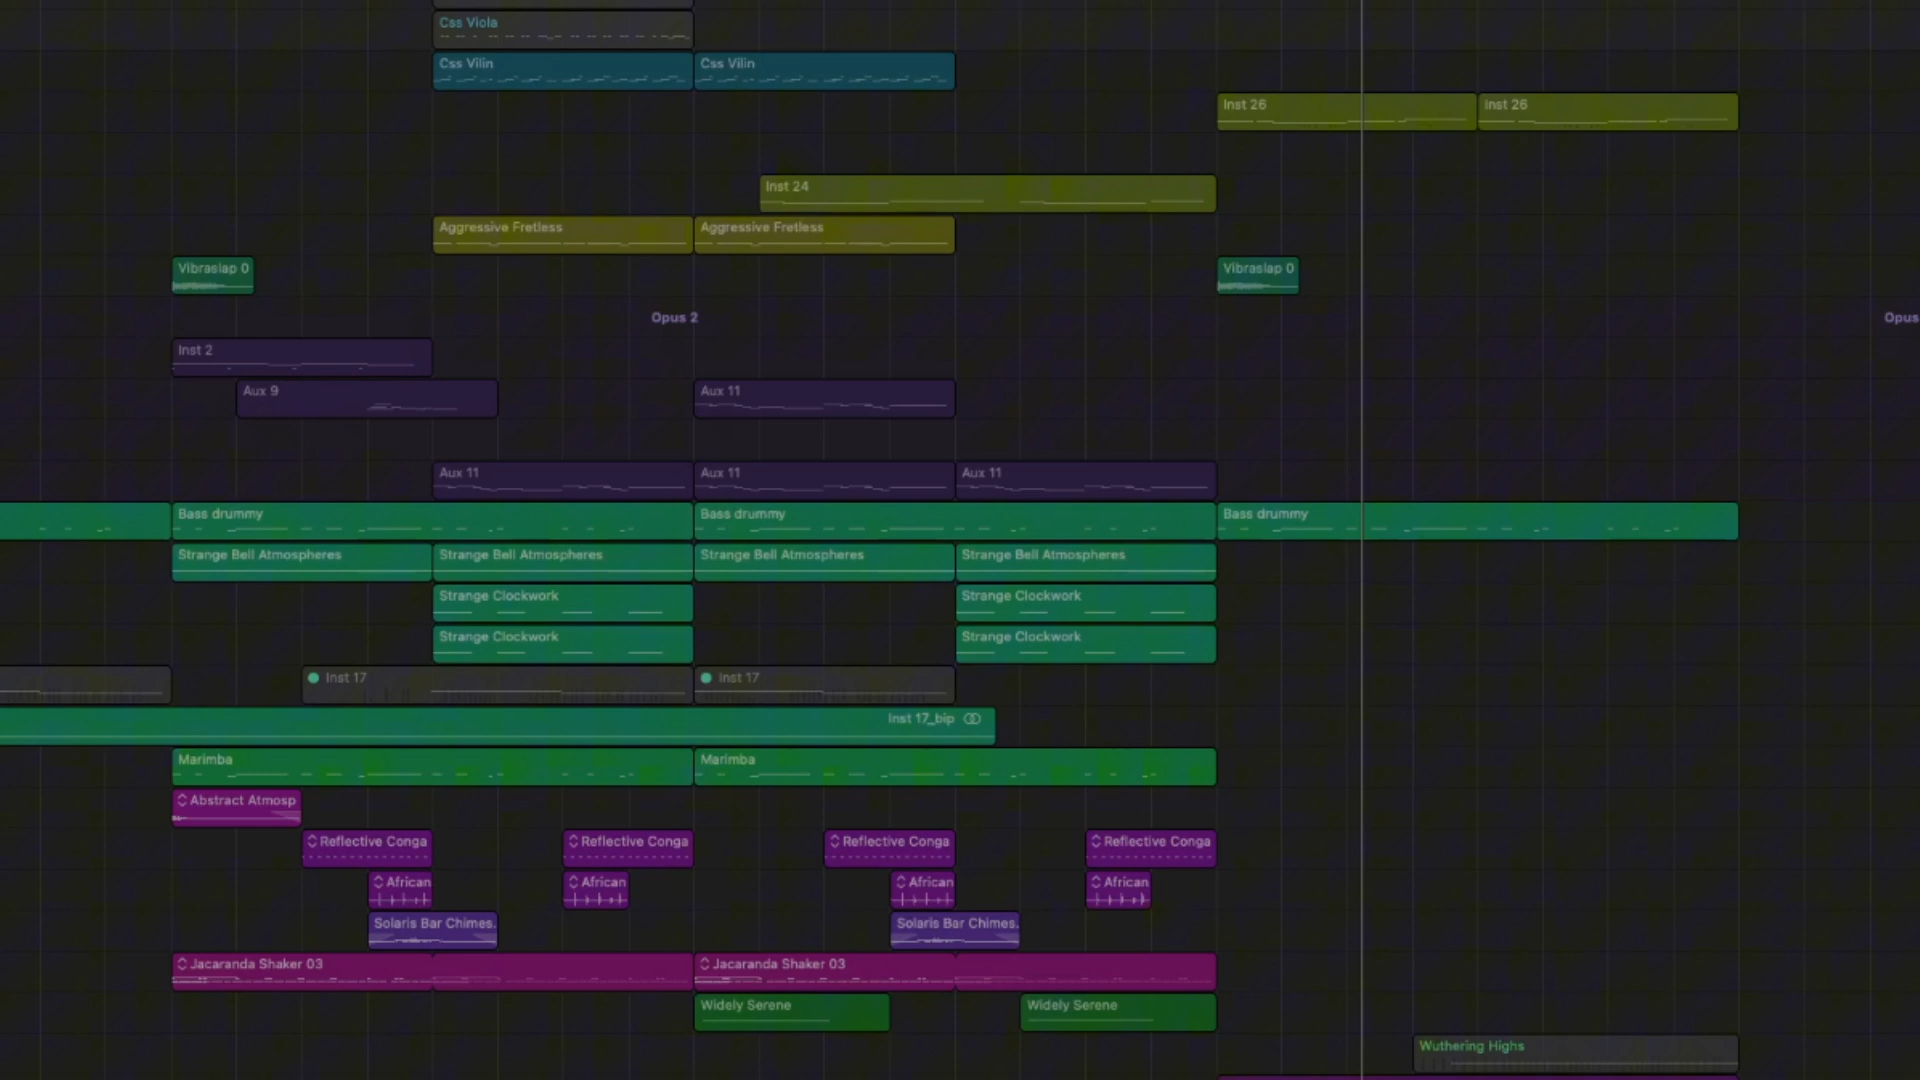 Css Viola
Css Vilin Css Vilin
Inst 26 Inst 26
Inst 24
Aggressive Fretless Aggressive Fretless
Vibraslap 0 Vibraslap 0
Opus 2 Opus
Inst 2
Aux 9 Aux 11
Aux 11 Aux 11 Aux 11
Bass drummy Bass drummy Bass drummy
Strange Bell Atmospheres Strange Bell Atmospheres Strange Bell Atmospheres Strange Bell Atmospheres
Strange Clockwork Strange Clockwork
Strange Clockwork Strange Clockwork
Inst 17 Inst 17
Inst 17_bip
Marimba Marimba
Abstract Atmosp
Reflective Conga Reflective Conga Reflective Conga Reflective Conga
African African African African
Solaris Bar Chimes. Solaris Bar Chimes.
Jacaranda Shaker 03 Jacaranda Shaker 03
Widely Serene Widely Serene
Wuthering Highs